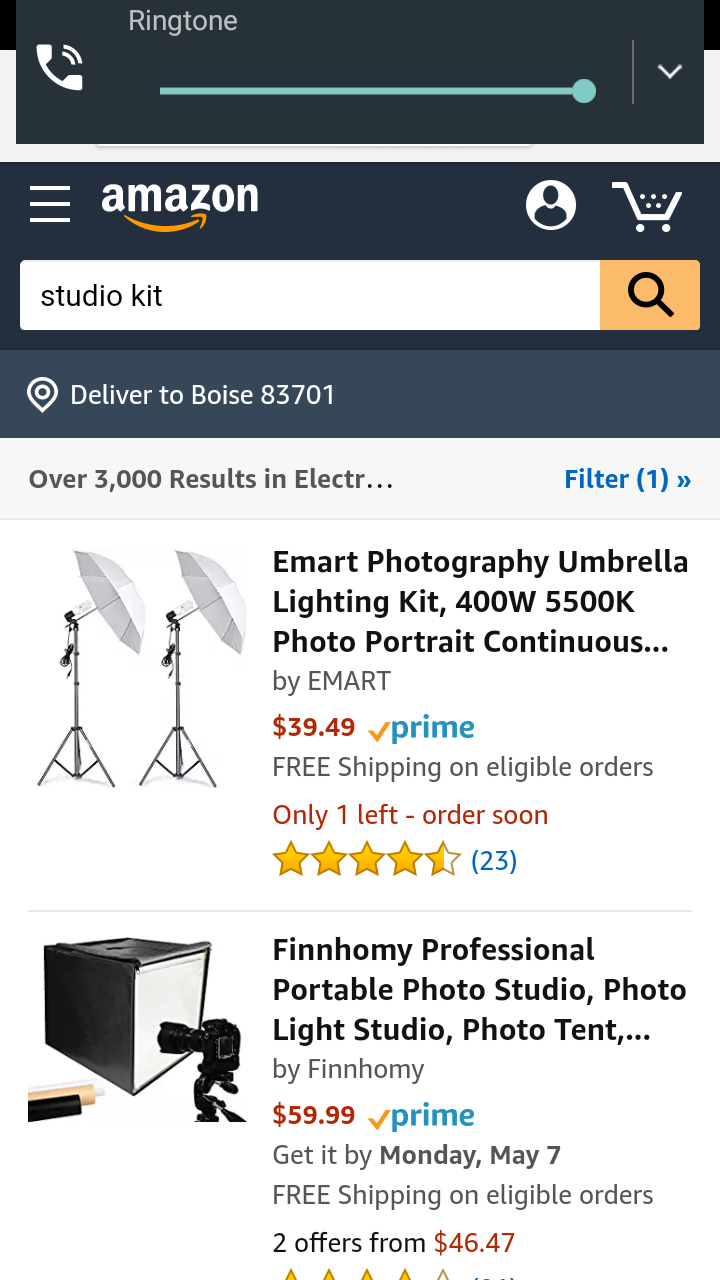 Ringtone
amazon
studio kit
Deliver to Boise 83701
Over 3,000 Results in Electr...
Filter (1) »
Emart Photography Umbrella
Lighting Kit, 400W 5500K
Photo Portrait Continuous...
by EMART
$39.49 prime
FREE Shipping on eligible orders
Only 1 left - order soon
(23)
Finnhomy Professional
Portable Photo Studio, Photo
Light Studio, Photo Tent,...
by Finnhomy
$59.99 prime
Get it by Monday, May 7
FREE Shipping on eligible orders
2 offers from $46.47